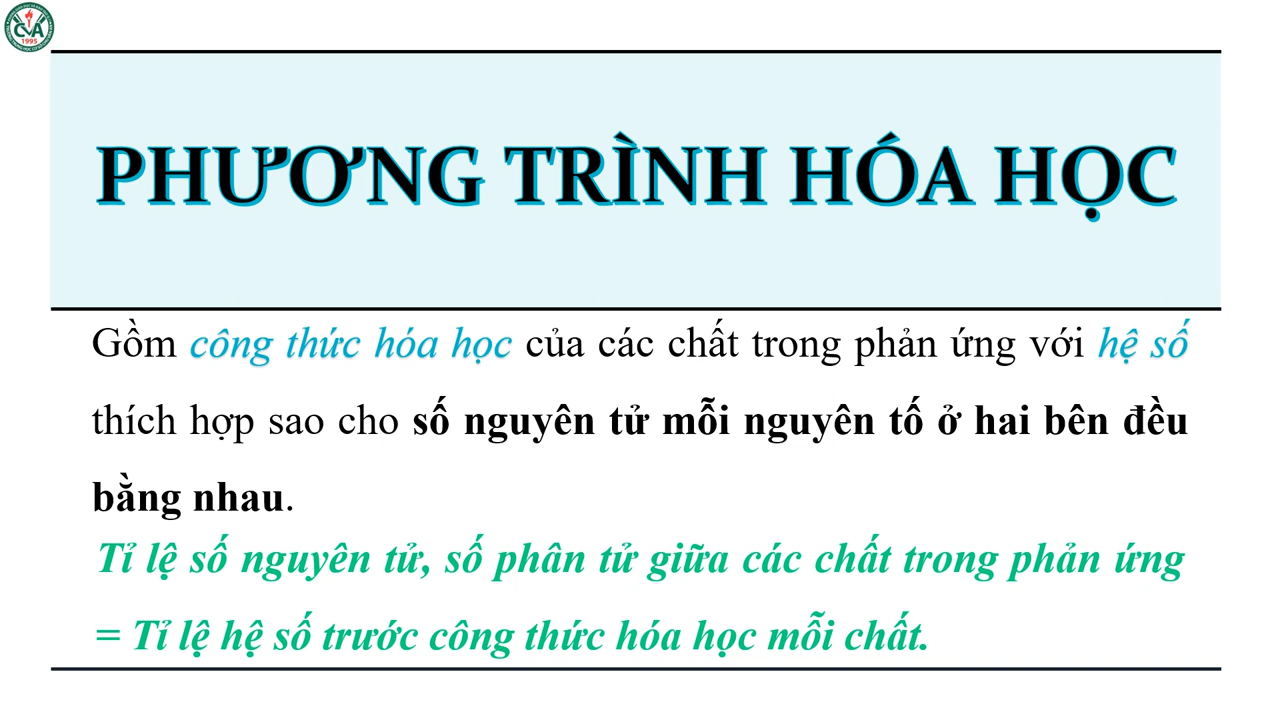 CVA
1995
PHƯƠNG TRÌNH HÓA HỌC
Gồm công thức hóa học của các chất trong phản ứng với hệ số
thích hợp sao cho số nguyên tử mỗi nguyên tố ở hai bên đều
bằng nhau.
Tỉ lệ số nguyên tử, số phân tử giữa các chất trong phản ứng
= Tỉ lệ hệ số trước công thức hóa học mỗi chất.